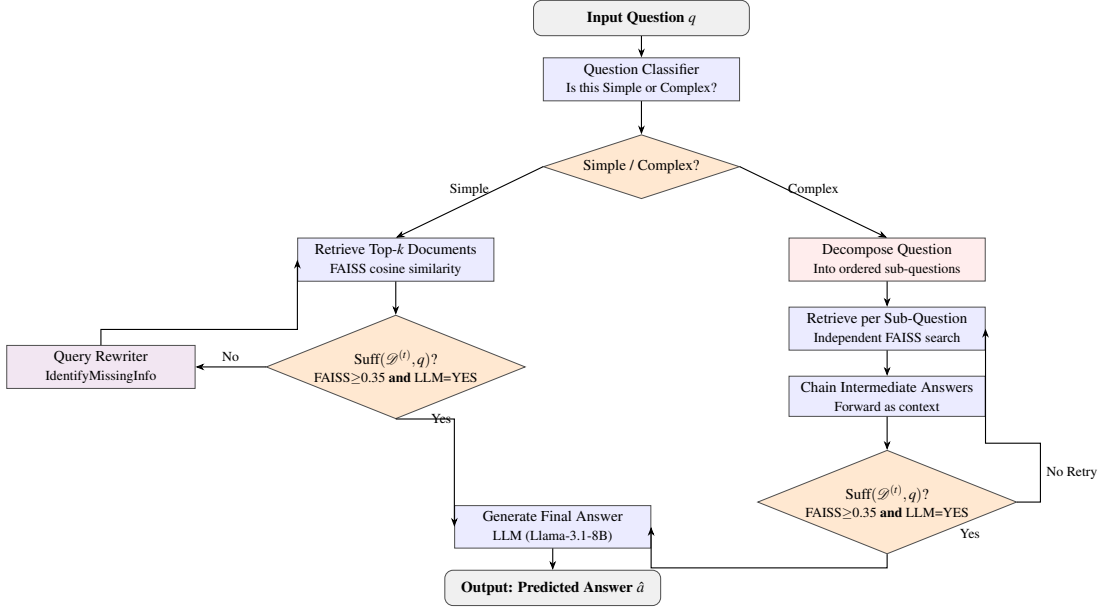 Input Question q
Question Classifier
Is this Simple or Complex?
Simple / Complex?
Simple
Complex
Retrieve Top-k Documents
FAISS cosine similarity
Decompose Question
Into ordered sub-questions
Retrieve per Sub-Question
Independent FAISS search
Query Rewriter
IdentifyMissingInfo
No
Suff(𝒟^(t), q)?
FAISS≥0.35 and LLM=YES
Chain Intermediate Answers
Forward as context
Yes
No Retry
Suff(𝒟^(t), q)?
FAISS≥0.35 and LLM=YES
Yes
Generate Final Answer
LLM (Llama-3.1-8B)
Output: Predicted Answer â